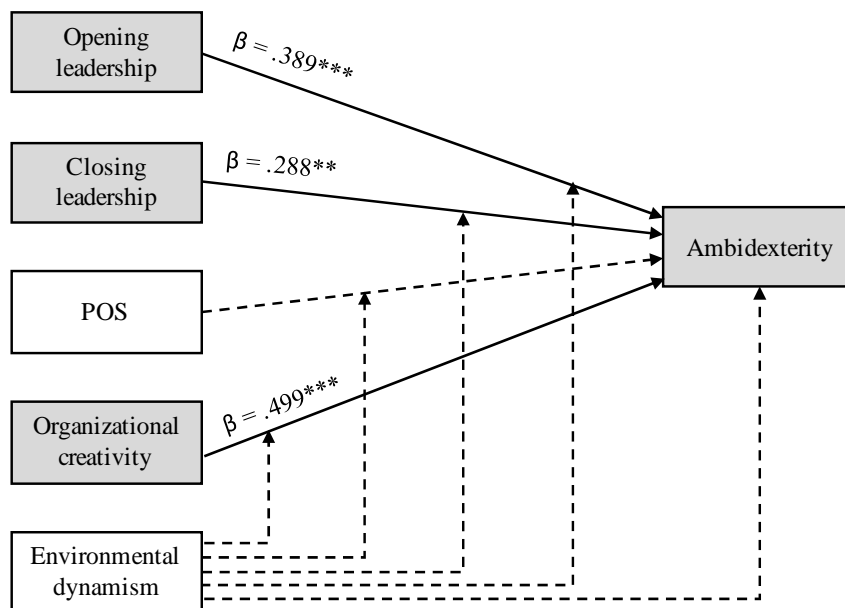 Opening
leadership
β = .389***
Closing
leadership
β = .288**
Ambidexterity
POS
β = .499***
Organizational
creativity
Environmental
dynamism